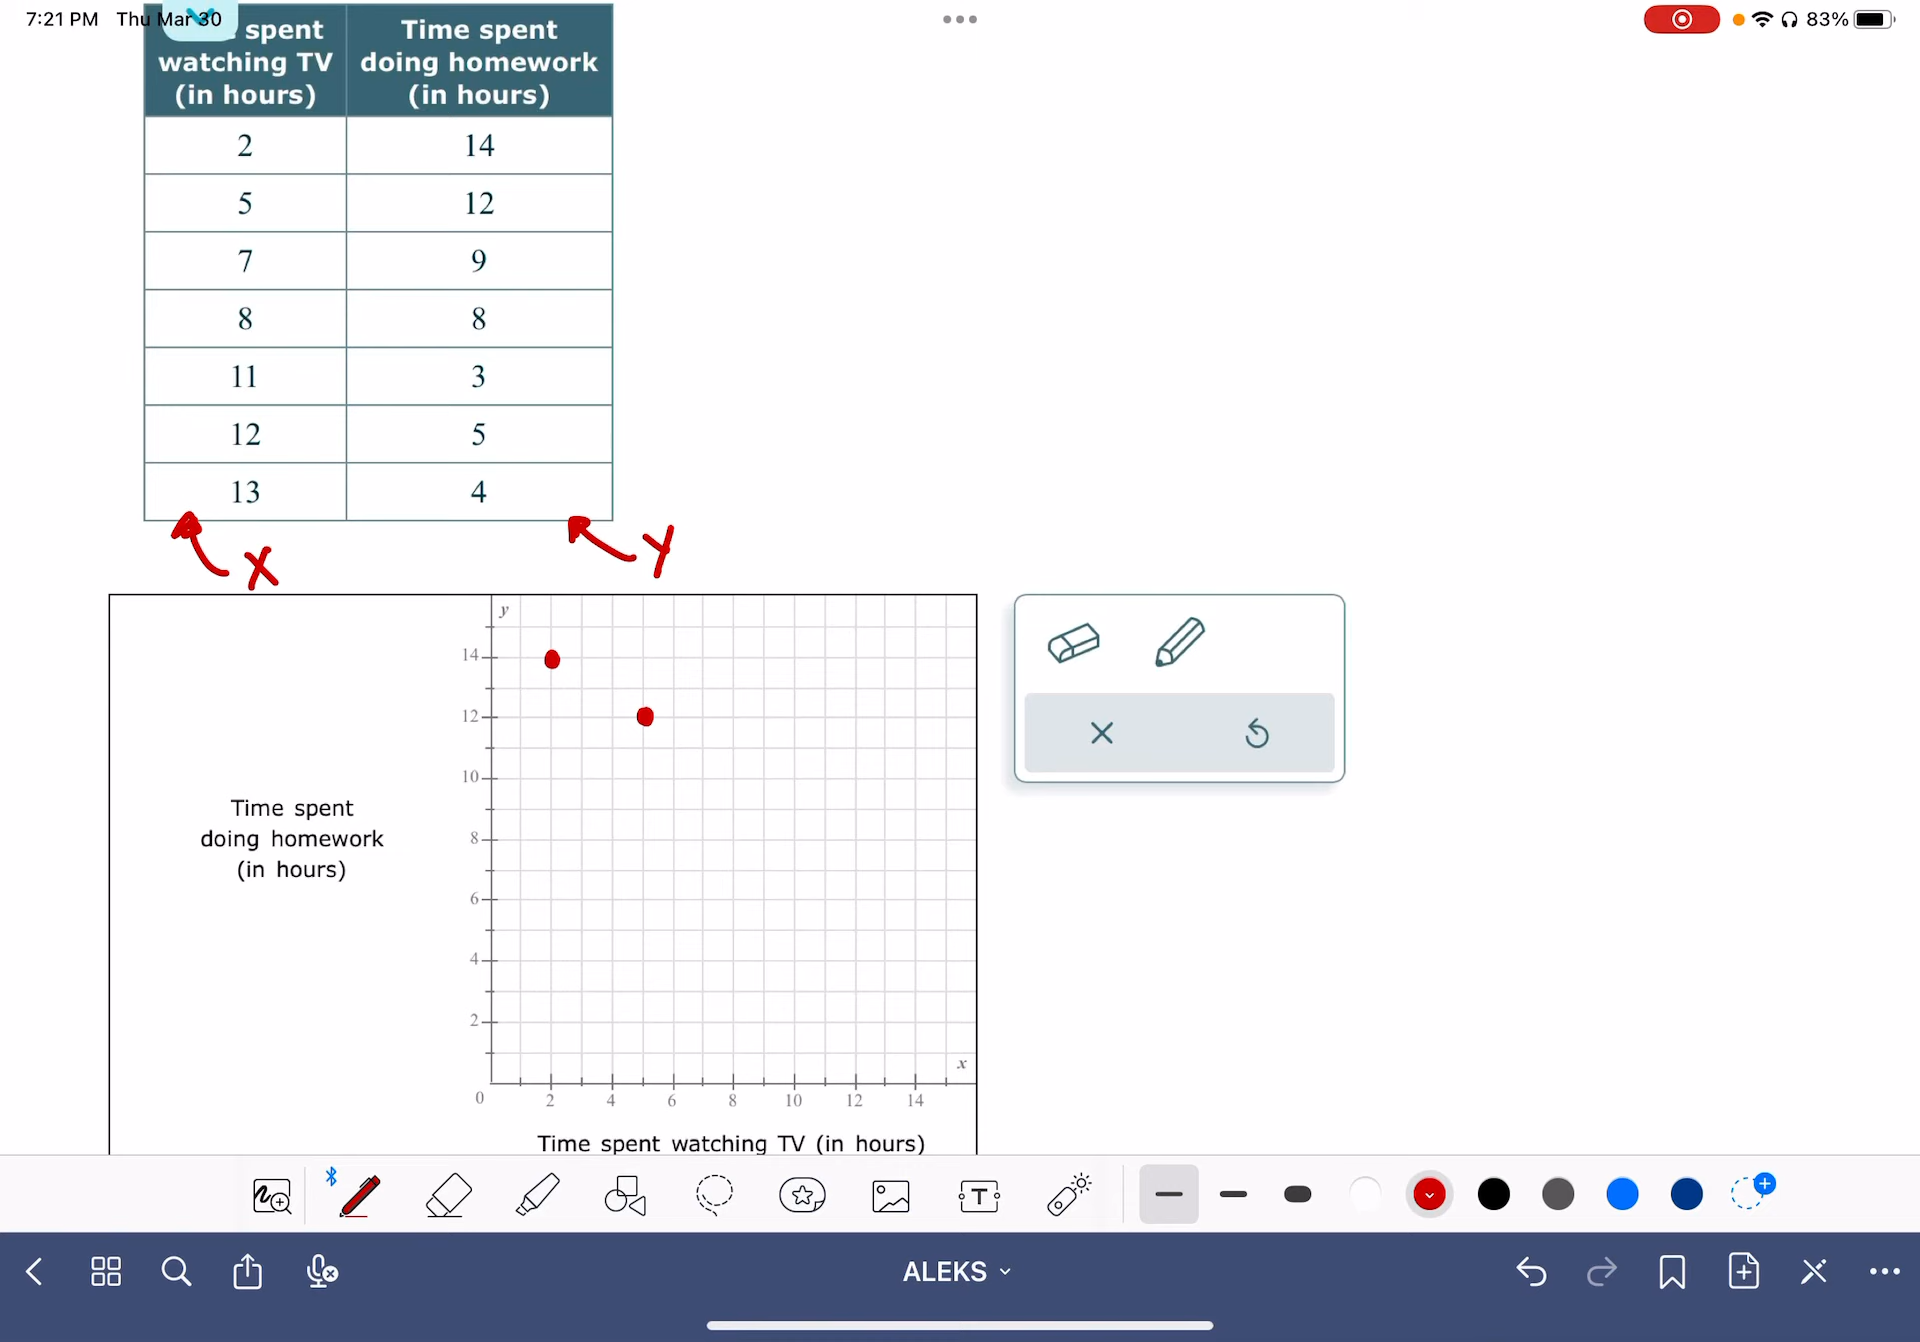 7:21 PM Thu Mar 30
83%
spent
watching TV
(in hours)
Time spent
doing homework
(in hours)
2 14
5 12
7 9
8 8
11 3
12 5
13 4
X
Y
y
14
12
10
8
6
4
2
x
0 2 4 6 8 10 12 14
Time spent
doing homework
(in hours)
Time spent watching TV (in hours)
T
ALEKS